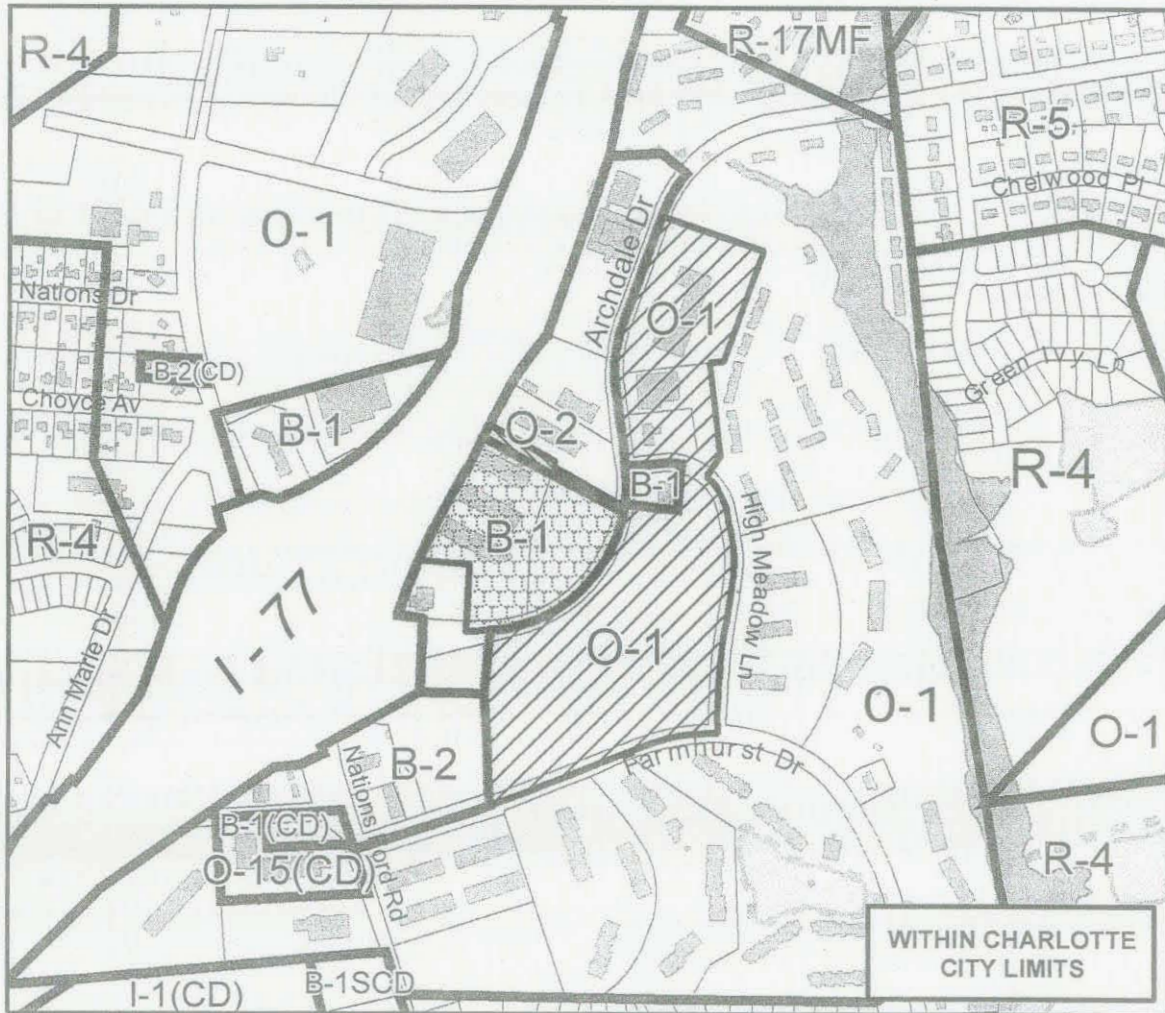 R-4
R-17MF
R-5
Chelwood Pl
O-1
Archdale Dr
Nations Dr
O-1
B-2(CD)
Green Ivy Ln
Choyce Av
B-1
O-2
R-4
B-1
B-1
R-4
High Meadow Ln
I-77
O-1
Ann Marie Dr
O-1
O-1
B-2
Farmhurst Dr
Nations
ord Rd
B-1(CD)
O-15(CD)
R-4
WITHIN CHARLOTTE
CITY LIMITS
I-1(CD)
B-1SCD